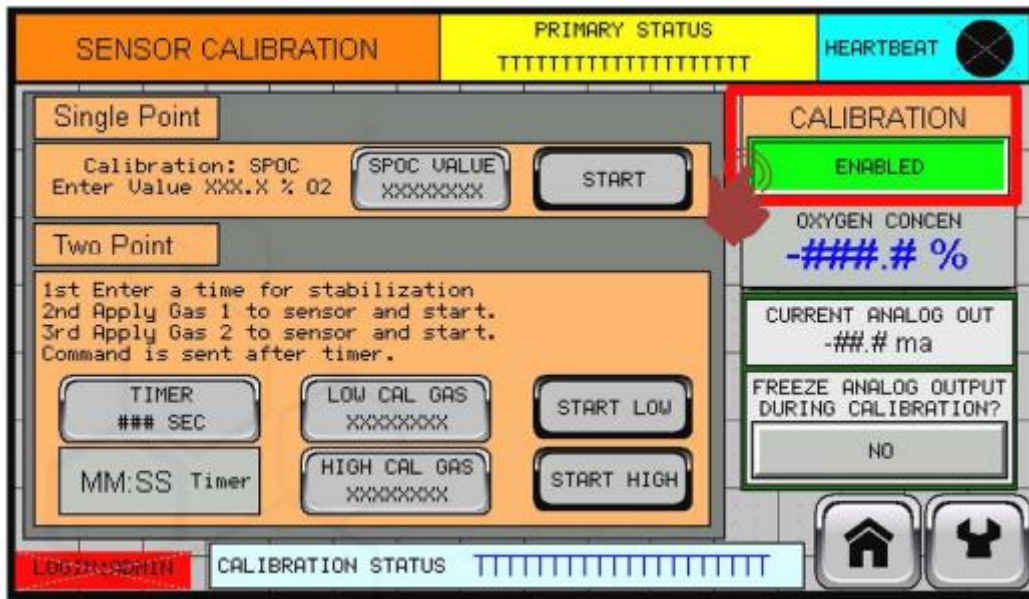 SENSOR CALIBRATION
PRIMARY STATUS
TTTTTTTTTTTTTTTTTTTT
HEARTBEAT
Single Point
Calibration: SPOC
Enter Value XXX.X % O2
SPOC VALUE
XXXXXXXX
START
CALIBRATION
ENABLED
OXYGEN CONCEN
-###.# %
Two Point
1st Enter a time for stabilization
2nd Apply Gas 1 to sensor and start.
3rd Apply Gas 2 to sensor and start.
Command is sent after timer.
TIMER
### SEC
LOW CAL GAS
XXXXXXXX
START LOW
MM:SS Timer
HIGH CAL GAS
XXXXXXXX
START HIGH
CURRENT ANALOG OUT
-##.# ma
FREEZE ANALOG OUTPUT
DURING CALIBRATION?
NO
LOGIN:ADMIN
CALIBRATION STATUS TTTTTTTTTTTTTTTTTTTT